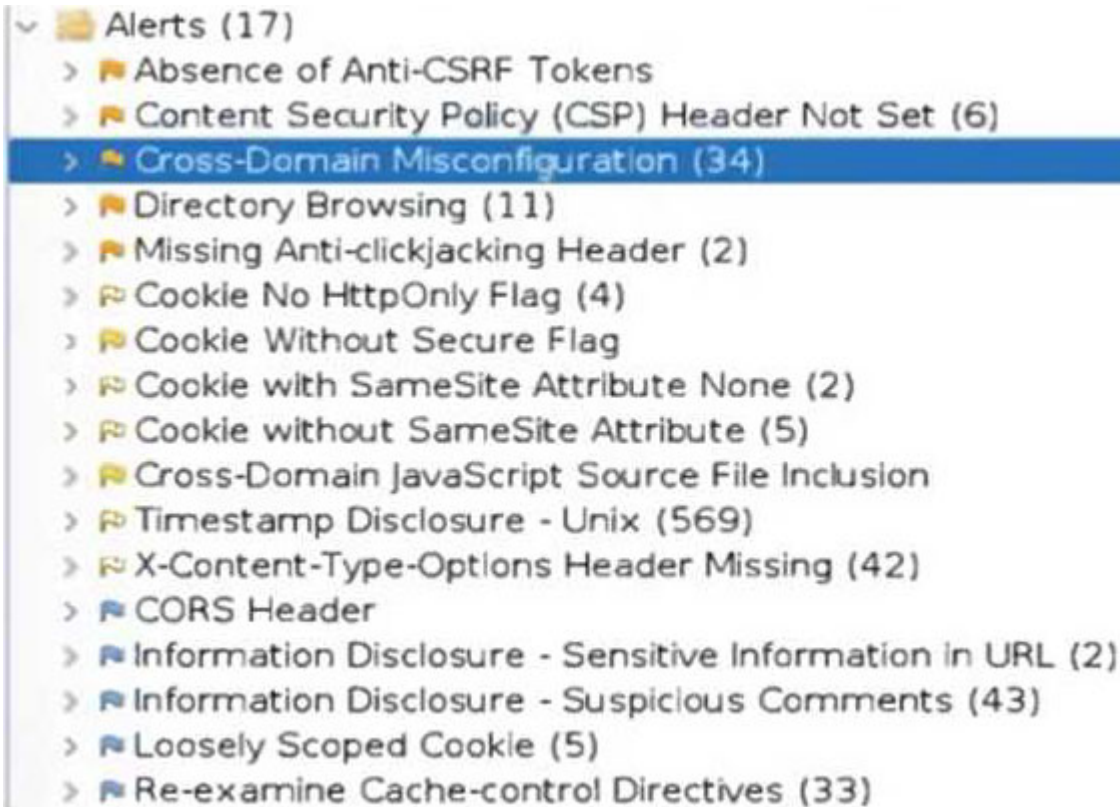 Alerts (17)
Absence of Anti-CSRF Tokens
Content Security Policy (CSP) Header Not Set (6)
Cross-Domain Misconfiguration (34)
Directory Browsing (11)
Missing Anti-clickjacking Header (2)
Cookie No HttpOnly Flag (4)
Cookie Without Secure Flag
Cookie with SameSite Attribute None (2)
Cookie without SameSite Attribute (5)
Cross-Domain JavaScript Source File Inclusion
Timestamp Disclosure - Unix (569)
X-Content-Type-Options Header Missing (42)
CORS Header
Information Disclosure - Sensitive Information in URL (2)
Information Disclosure - Suspicious Comments (43)
Loosely Scoped Cookie (5)
Re-examine Cache-control Directives (33)